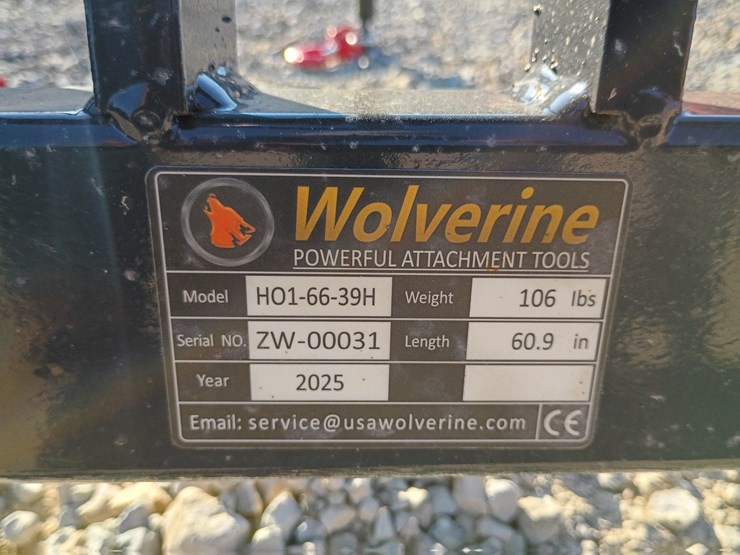 Wolverine
POWERFUL ATTACHMENT TOOLS
Model HO1-66-39H Weight 106 lbs
Serial NO. ZW-00031 Length 60.9 in
Year 2025
Email: service@usawolverine.com CE